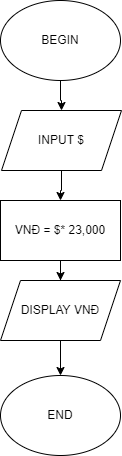 BEGIN
INPUT $
VNĐ = $* 23,000
DISPLAY VNĐ
END